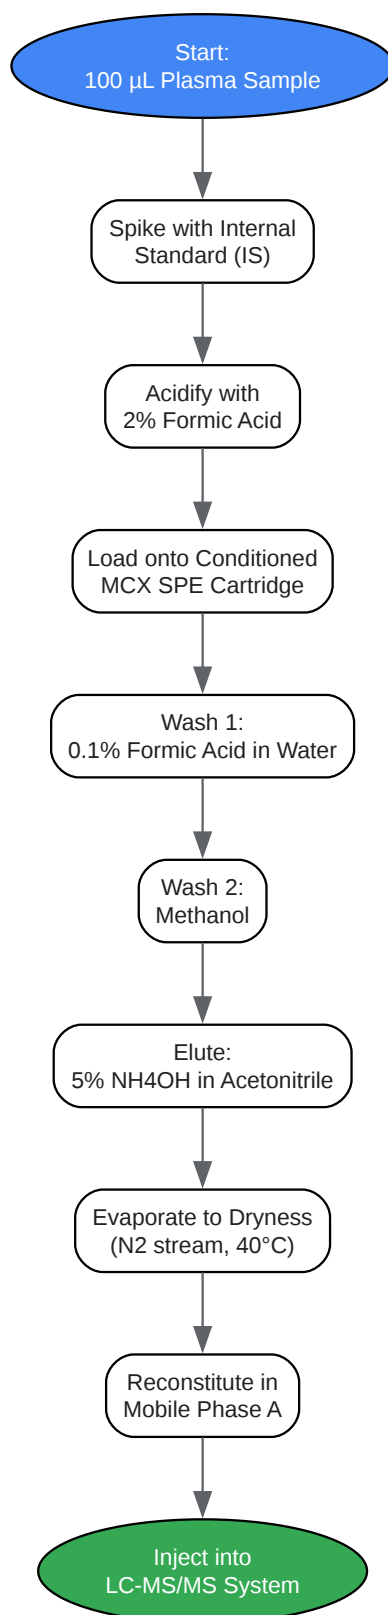 Start:
100 µL Plasma Sample
Spike with Internal
Standard (IS)
Acidify with
2% Formic Acid
Load onto Conditioned
MCX SPE Cartridge
Wash 1:
0.1% Formic Acid in Water
Wash 2:
Methanol
Elute:
5% NH4OH in Acetonitrile
Evaporate to Dryness
(N2 stream, 40°C)
Reconstitute in
Mobile Phase A
Inject into
LC-MS/MS System